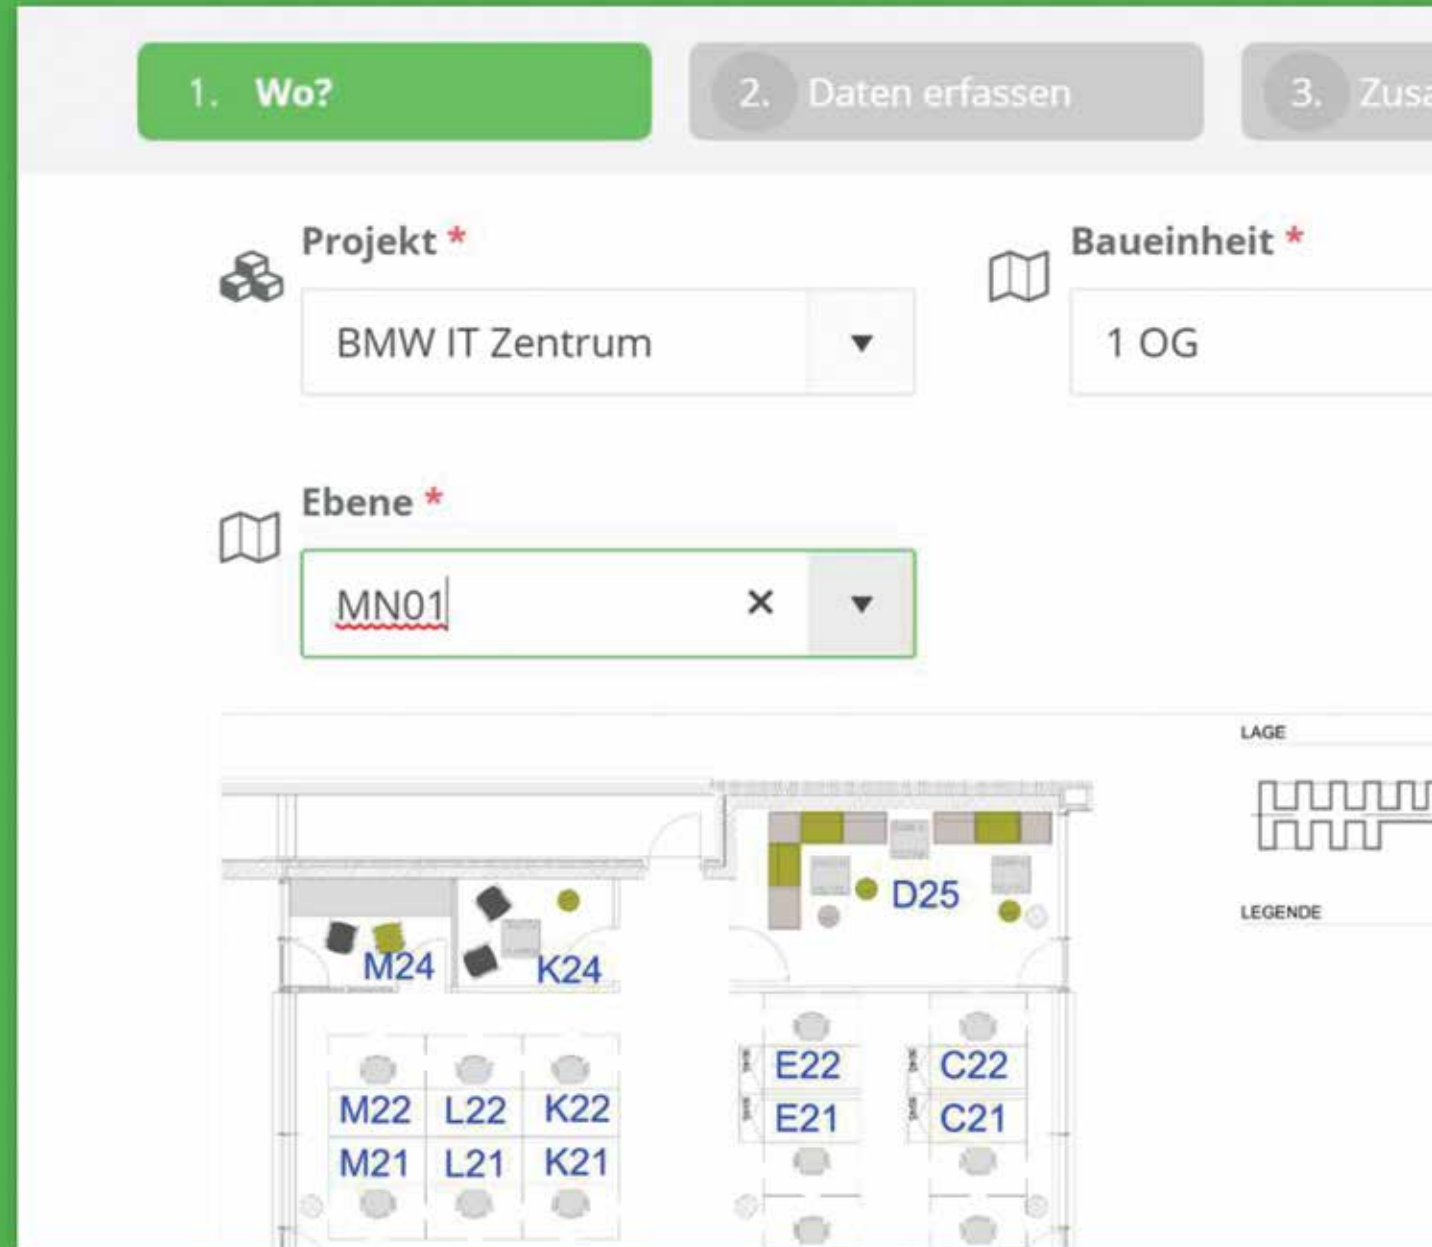 1. Wo?
2. Daten erfassen
3. Zusa
Projekt *
Baueinheit *
BMW IT Zentrum
1 OG
Ebene *
MN01
LAGE
D25
LEGENDE
M24
K24
E22
C22
M22 L22 K22
E21
C21
M21 L21 K21